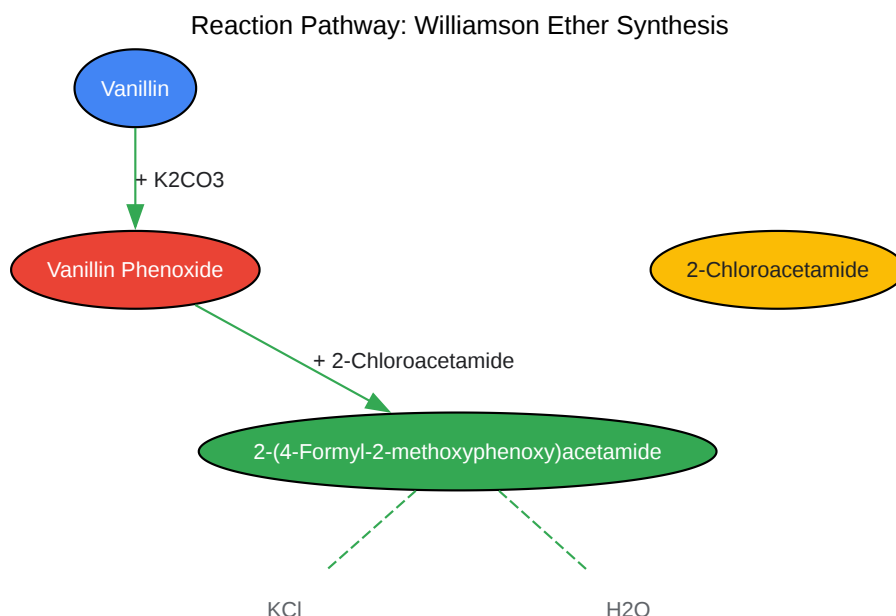 Reaction Pathway: Williamson Ether Synthesis
Vanillin
+ K2CO3
Vanillin Phenoxide
2-Chloroacetamide
+ 2-Chloroacetamide
2-(4-Formyl-2-methoxyphenoxy)acetamide
KCl
H2O